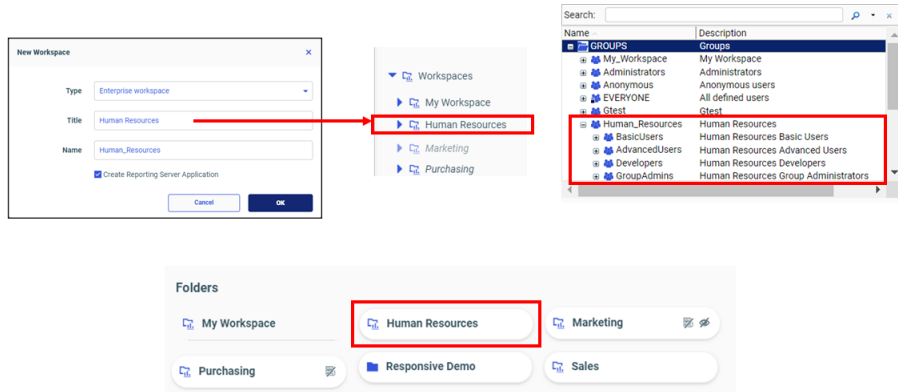 New Workspace
×
Type
Enterprise workspace
Title
Human Resources
Name
Human_Resources
Create Reporting Server Application
Cancel
OK
Workspaces
My Workspace
Human Resources
Marketing
Purchasing
Search:
Name
Description
GROUPS
Groups
My_Workspace
My Workspace
Administrators
Administrators
Anonymous
Anonymous users
EVERYONE
All defined users
Gtest
Gtest
Human_Resources
Human Resources
BasicUsers
Human Resources Basic Users
AdvancedUsers
Human Resources Advanced Users
Developers
Human Resources Developers
GroupAdmins
Human Resources Group Administrators
Folders
My Workspace
Human Resources
Marketing
Purchasing
Responsive Demo
Sales